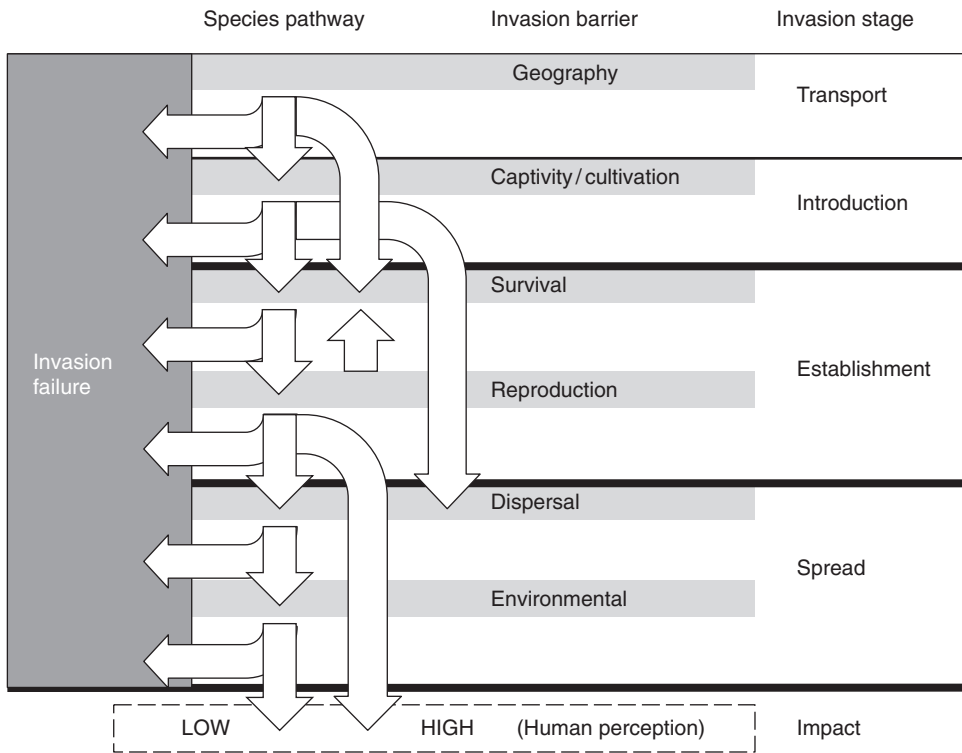 Species pathway Invasion barrier Invasion stage
Geography
Transport
Captivity/cultivation
Introduction
Survival
Invasion
failure
Establishment
Reproduction
Dispersal
Spread
Environmental
LOW HIGH (Human perception) Impact